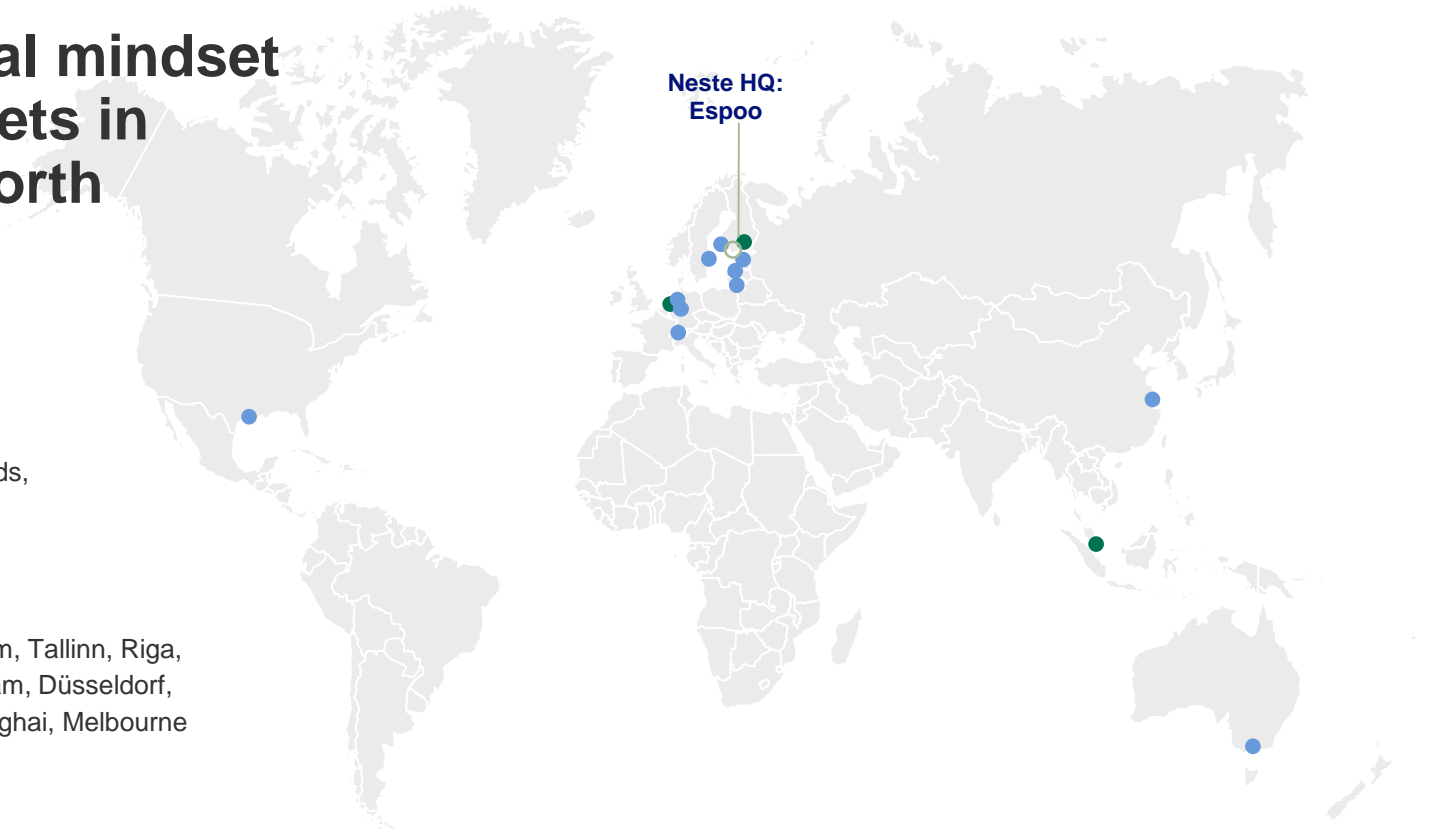 al mindset
ets in
orth
Neste HQ:
Espoo
ds,
m, Tallinn, Riga,
am, Düsseldorf,
ghai, Melbourne